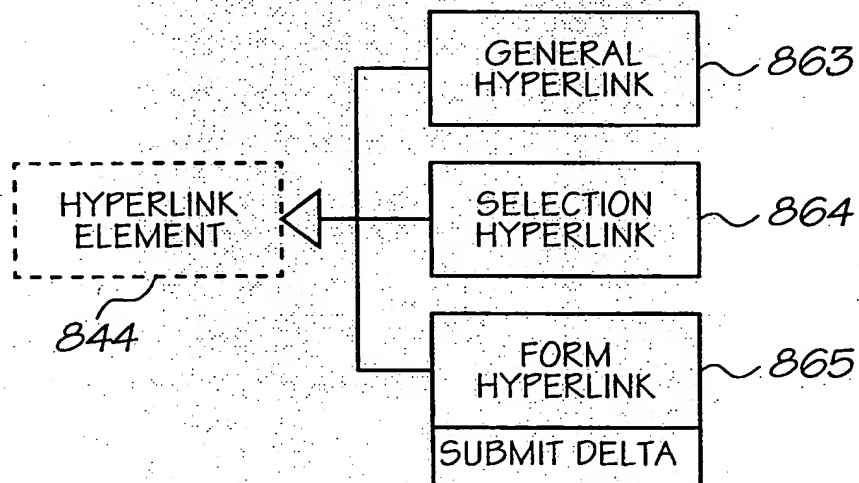 GENERAL
HYPERLINK
863
HYPERLINK
ELEMENT
844
SELECTION
HYPERLINK
864
FORM
HYPERLINK
865
SUBMIT DELTA